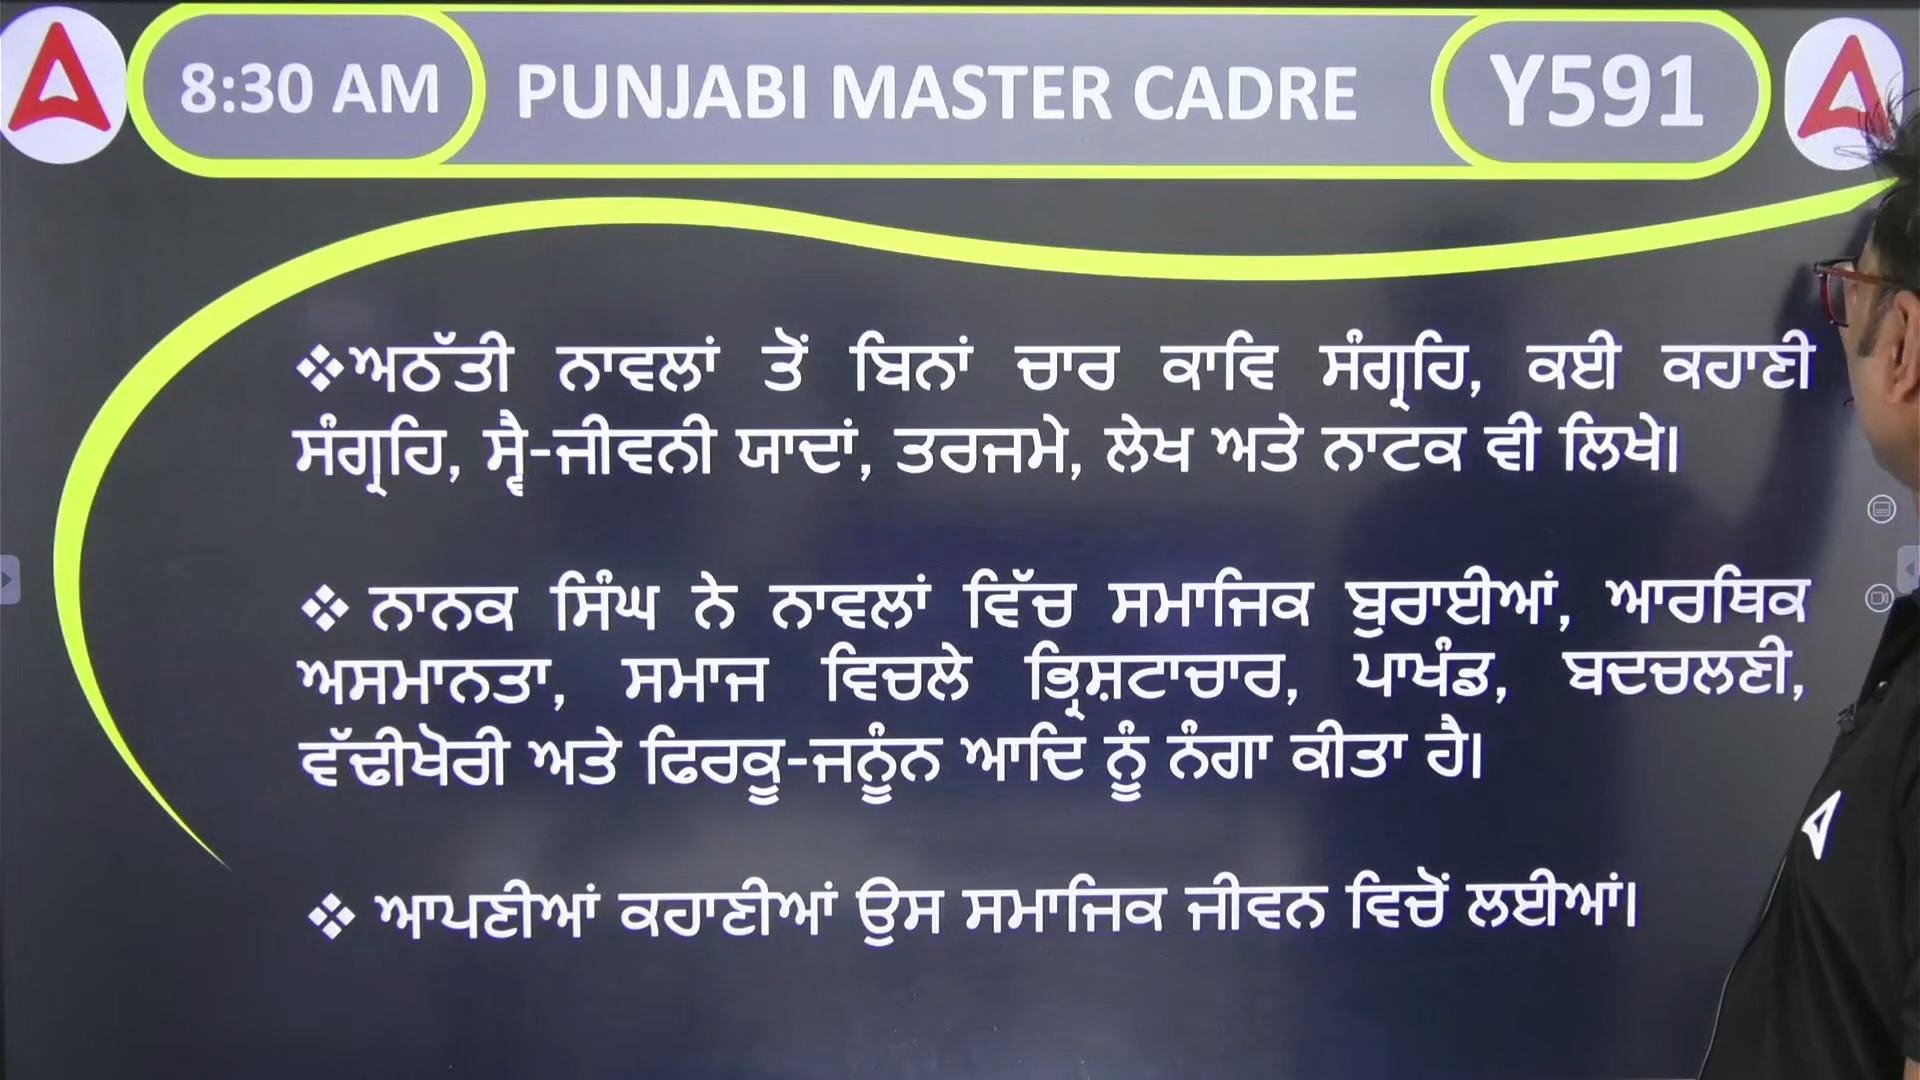 8:30 AM PUNJABI MASTER CADRE Y591
❖ਅਠੱਤੀ ਨਾਵਲਾਂ ਤੋਂ ਬਿਨਾਂ ਚਾਰ ਕਾਵਿ ਸੰਗ੍ਰਹਿ, ਕਈ ਕਹਾਣੀ
ਸੰਗ੍ਰਹਿ, ਸ੍ਵੈ-ਜੀਵਨੀ ਯਾਦਾਂ, ਤਰਜਮੇ, ਲੇਖ ਅਤੇ ਨਾਟਕ ਵੀ ਲਿਖੇ।
❖ ਨਾਨਕ ਸਿੰਘ ਨੇ ਨਾਵਲਾਂ ਵਿੱਚ ਸਮਾਜਿਕ ਬੁਰਾਈਆਂ, ਆਰਥਿਕ
ਅਸਮਾਨਤਾ, ਸਮਾਜ ਵਿਚਲੇ ਭ੍ਰਿਸ਼ਟਾਚਾਰ, ਪਾਖੰਡ, ਬਦਚਲਣੀ,
ਵੱਢੀਖੋਰੀ ਅਤੇ ਫਿਰਕੂ-ਜਨੂੰਨ ਆਦਿ ਨੂੰ ਨੰਗਾ ਕੀਤਾ ਹੈ।
❖ ਆਪਣੀਆਂ ਕਹਾਣੀਆਂ ਉਸ ਸਮਾਜਿਕ ਜੀਵਨ ਵਿਚੋਂ ਲਈਆਂ।